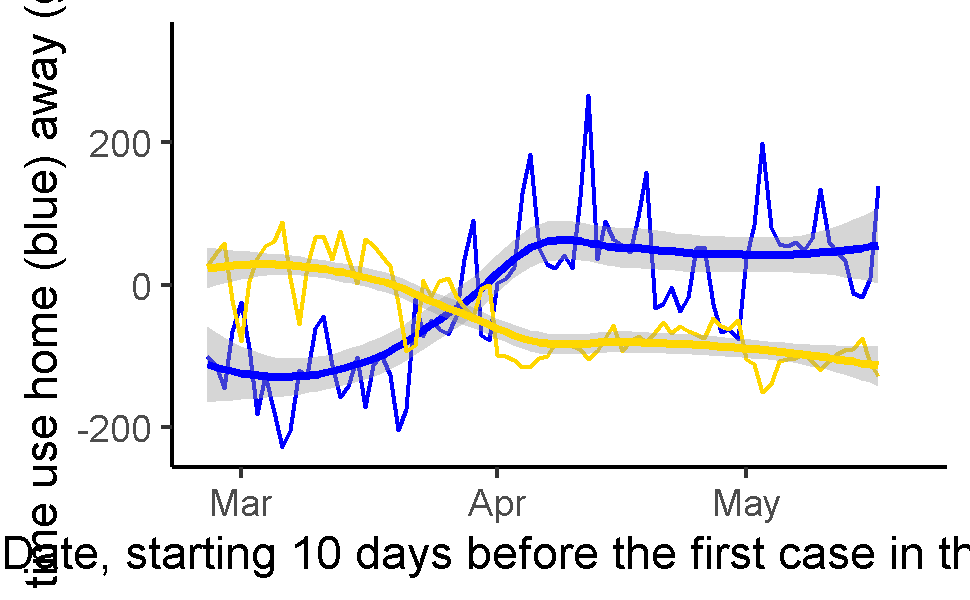 time use home (blue) away (
200
0
-200
Mar Apr May
Date, starting 10 days before the first case in th